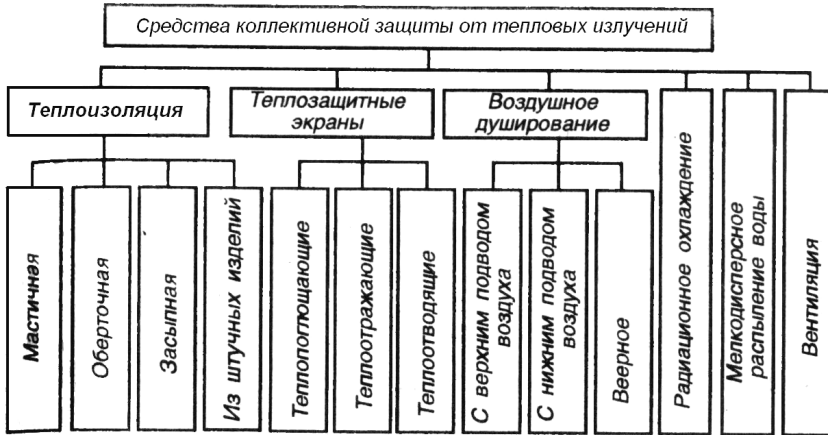 Средства коллективной защиты от тепловых излучений
Теплоизоляция
Теплозащитные
экраны
Воздушное
душирование
Мастичная
Оберточная
Засыпная
Из штучных изделий
Теплопоглощающие
Теплоотражающие
Теплоотводящие
С верхним подводом
воздуха
С нижним подводом
воздуха
Веерное
Радиационное охлаждение
Мелкодисперсное
распыление воды
Вентиляция